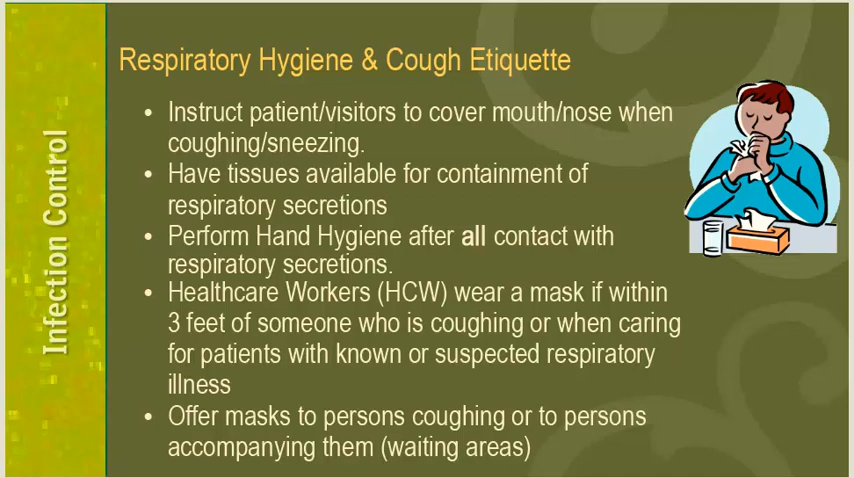 Infection Control
Respiratory Hygiene & Cough Etiquette
• Instruct patient/visitors to cover mouth/nose when
coughing/sneezing.
• Have tissues available for containment of
respiratory secretions
• Perform Hand Hygiene after all contact with
respiratory secretions.
• Healthcare Workers (HCW) wear a mask if within
3 feet of someone who is coughing or when caring
for patients with known or suspected respiratory
illness
• Offer masks to persons coughing or to persons
accompanying them (waiting areas)